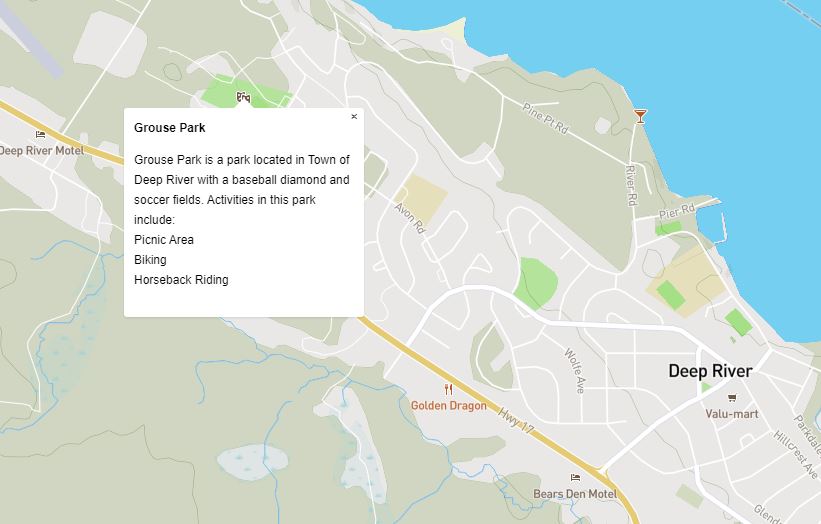 Pine Pt Rd
×
Grouse Park
Deep River Motel
Grouse Park is a park located in Town of
Deep River with a baseball diamond and
soccer fields. Activities in this park
include:
Picnic Area
Biking
Horseback Riding
River Rd
Pier Rd
Avon Rd
Wolfe Ave
Deep River
Golden Dragon
Hwy 17
Valu-mart
Parkdale
Hillcrest Ave
Bears Den Motel
Glend